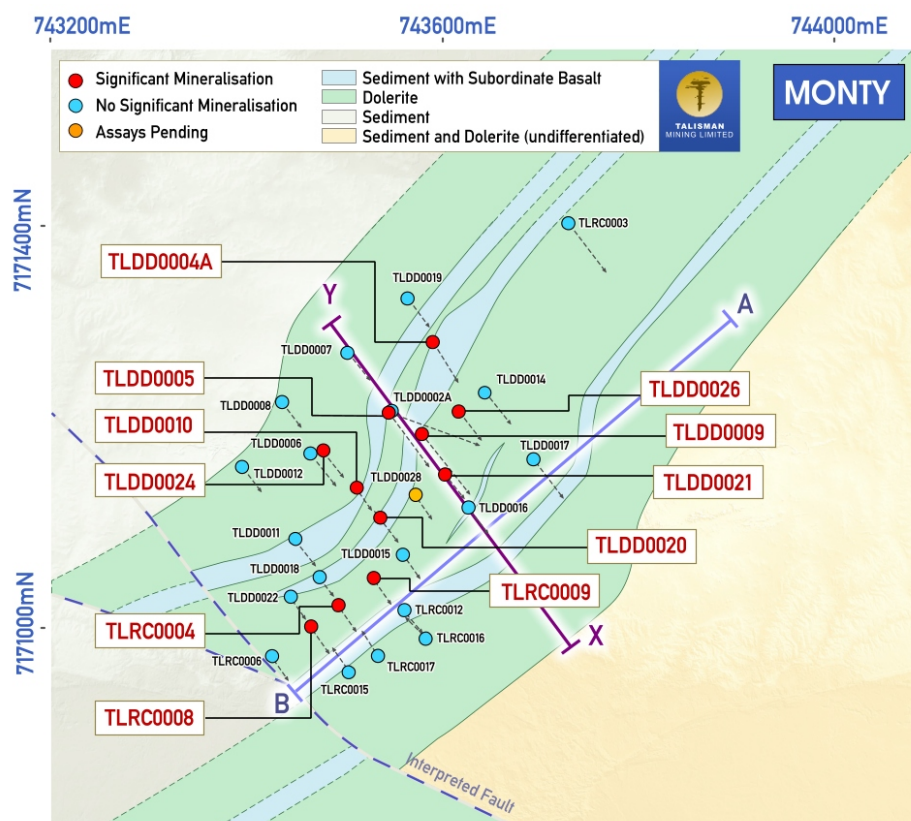 743200mE
743600mE
744000mE
Significant Mineralisation
No Significant Mineralisation
Assays Pending
Sediment with Subordinate Basalt
Dolerite
Sediment
Sediment and Dolerite (undifferentiated)
TALISMAN
MINING LIMITED
MONTY
7171400mN
7171000mN
TLRC0003
TLDD0004A
TLDD0019
Y
A
TLDD0007
TLDD0005
TLDD0002A
TLDD0014
TLDD0026
TLDD0008
TLDD0010
TLDD0009
TLDD0006
TLDD0017
TLDD0012
TLDD0024
TLDD0028
TLDD0021
TLDD0016
TLDD0011
TLDD0015
TLDD0020
TLDD0018
TLDD0022
TLRC0009
TLRC0012
TLRC0004
TLRC0016
X
TLRC0006
TLRC0017
TLRC0015
B
TLRC0008
Interpreted Fault